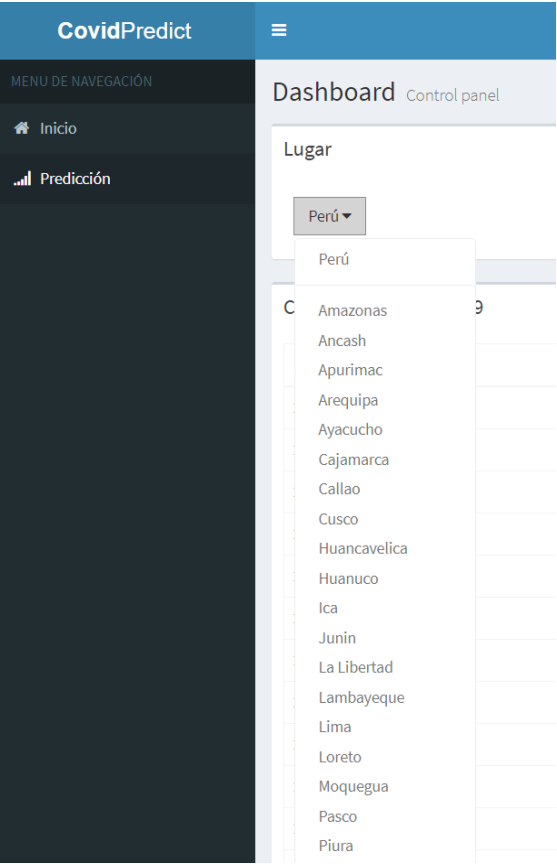 CovidPredict
MENU DE NAVEGACIÓN
Inicio
Predicción
Dashboard Control panel
Lugar
Perú
Perú
Amazonas
Ancash
Apurimac
Arequipa
Ayacucho
Cajamarca
Callao
Cusco
Huancavelica
Huanuco
Ica
Junin
La Libertad
Lambayeque
Lima
Loreto
Moquegua
Pasco
Piura